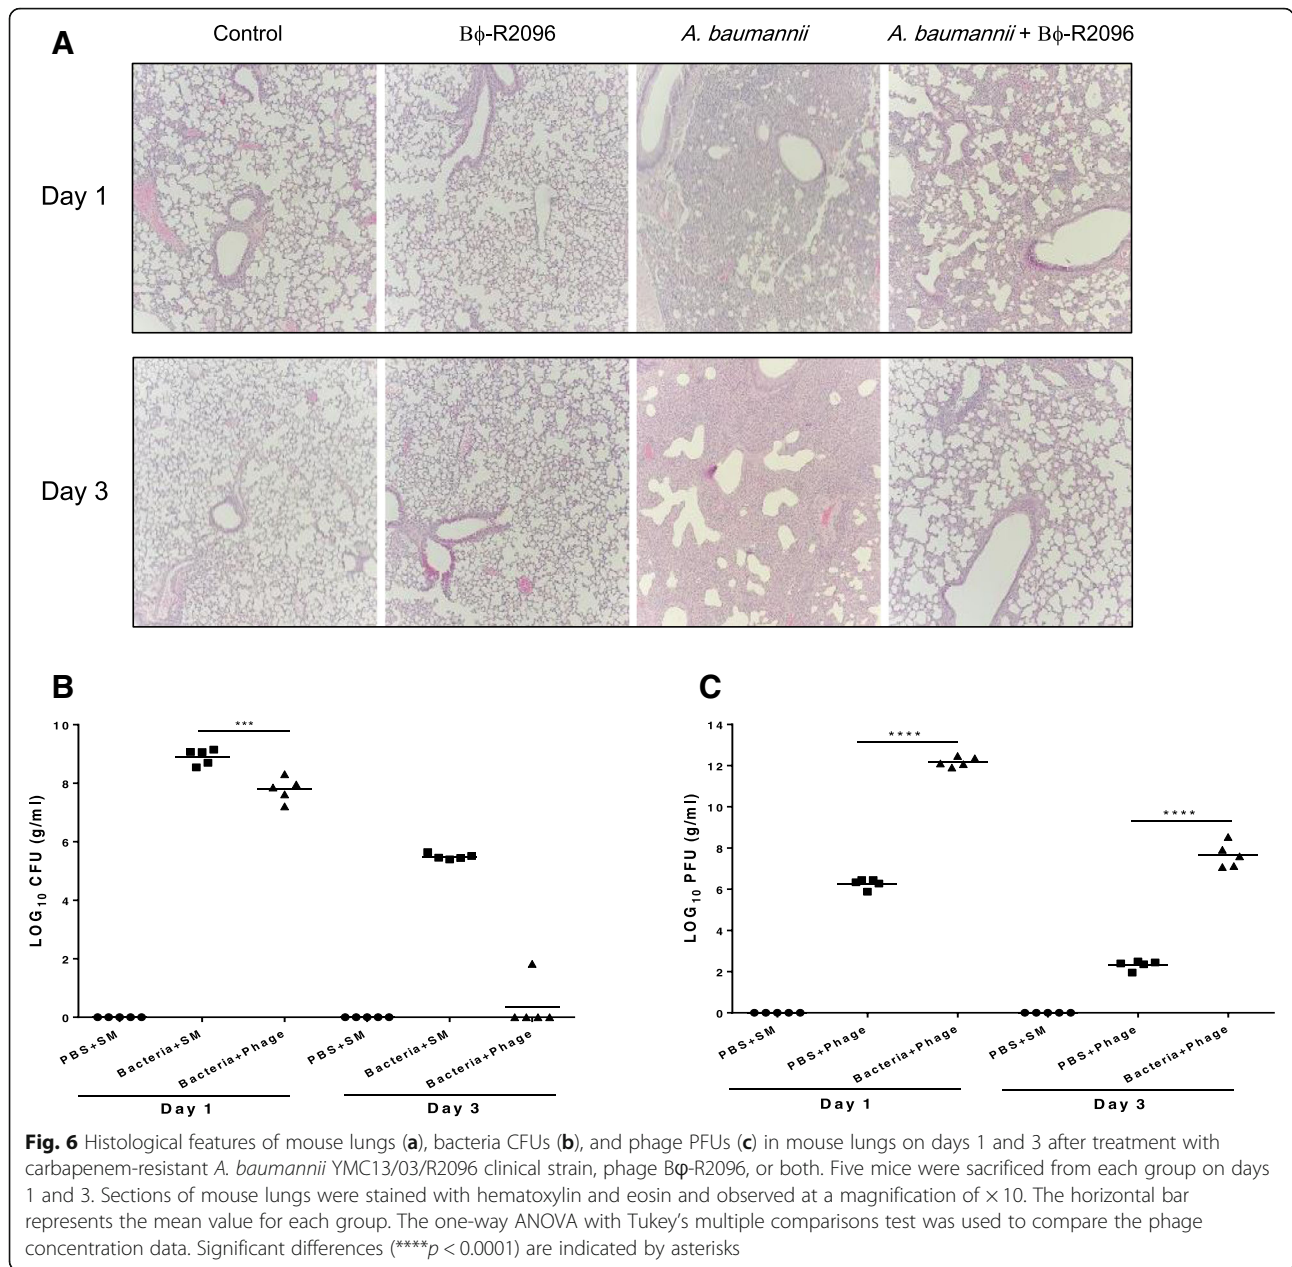 A
Control
Bϕ-R2096
A. baumannii
A. baumannii + Bϕ-R2096
Day 1
Day 3
B
LOG10 CFU (g/ml)
10
8
6
4
2
0
***
PBS+SM
Bacteria+SM
Bacteria+Phage
PBS+SM
Bacteria+SM
Bacteria+Phage
Day 1
Day 3
C
LOG10 PFU (g/ml)
14
12
10
8
6
4
2
0
****
****
PBS+SM
PBS+Phage
Bacteria+Phage
PBS+SM
PBS+Phage
Bacteria+Phage
Day 1
Day 3
Fig. 6 Histological features of mouse lungs (a), bacteria CFUs (b), and phage PFUs (c) in mouse lungs on days 1 and 3 after treatment with
carbapenem-resistant A. baumannii YMC13/03/R2096 clinical strain, phage Bφ-R2096, or both. Five mice were sacrificed from each group on days
1 and 3. Sections of mouse lungs were stained with hematoxylin and eosin and observed at a magnification of × 10. The horizontal bar
represents the mean value for each group. The one-way ANOVA with Tukey's multiple comparisons test was used to compare the phage
concentration data. Significant differences (****p < 0.0001) are indicated by asterisks